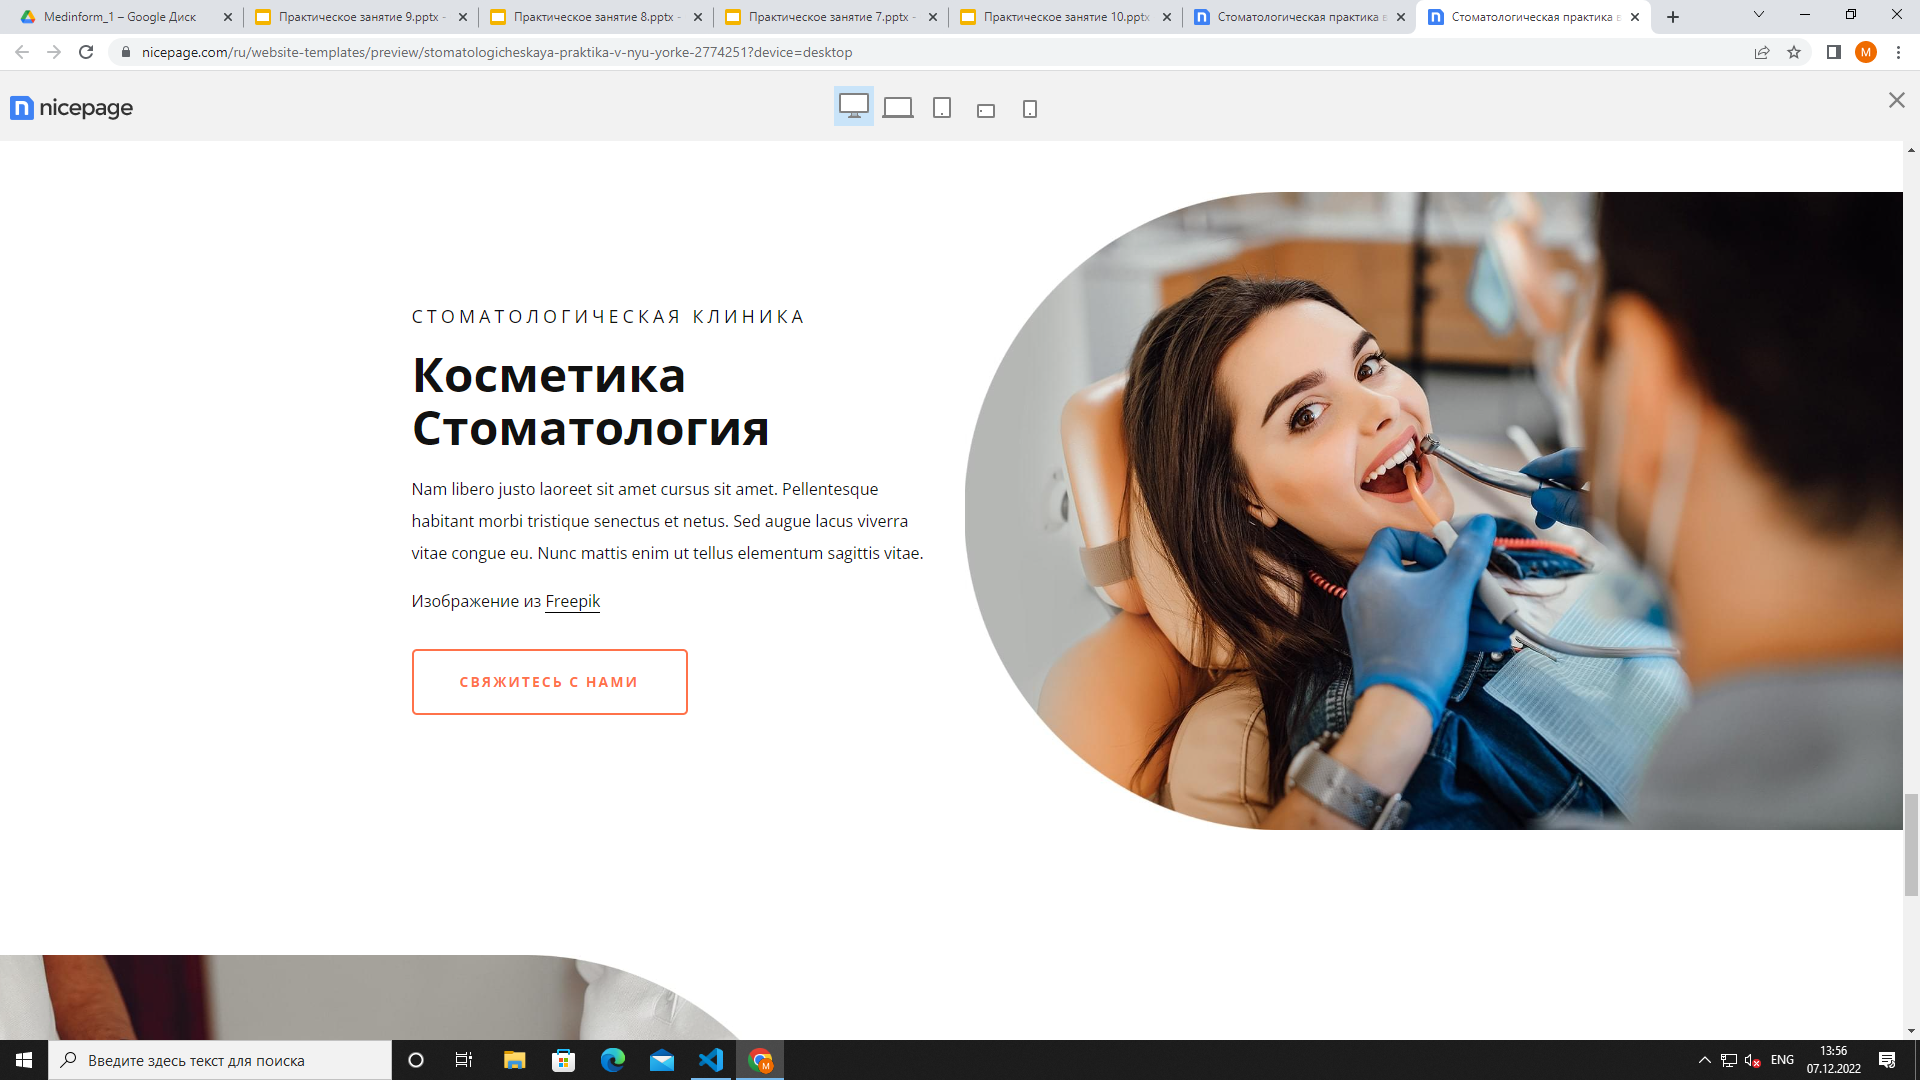 Medinform_1 – Google Диск
Практическое занятие 9.pptx -
Практическое занятие 8.pptx -
Практическое занятие 7.pptx -
Практическое занятие 10.pptx
Стоматологическая практика в
Стоматологическая практика в
nicepage.com/ru/website-templates/preview/stomatologicheskaya-praktika-v-nyu-yorke-2774251?device=desktop
M
nicepage
СТОМАТОЛОГИЧЕСКАЯ КЛИНИКА
Косметика
Стоматология
Nam libero justo laoreet sit amet cursus sit amet. Pellentesque
habitant morbi tristique senectus et netus. Sed augue lacus viverra
vitae congue eu. Nunc mattis enim ut tellus elementum sagittis vitae.
Изображение из Freepik
СВЯЖИТЕСЬ С НАМИ
Введите здесь текст для поиска
M
ENG
13:56
07.12.2022